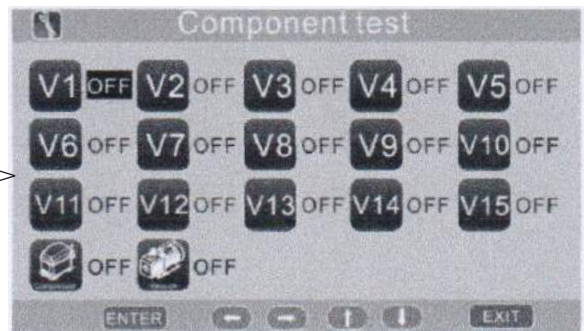 Component test
V1 OFF V2 OFF V3 OFF V4 OFF V5 OFF
V6 OFF V7 OFF V8 OFF V9 OFF V10 OFF
V11 OFF V12 OFF V13 OFF V14 OFF V15 OFF
OFF OFF
ENTER EXIT